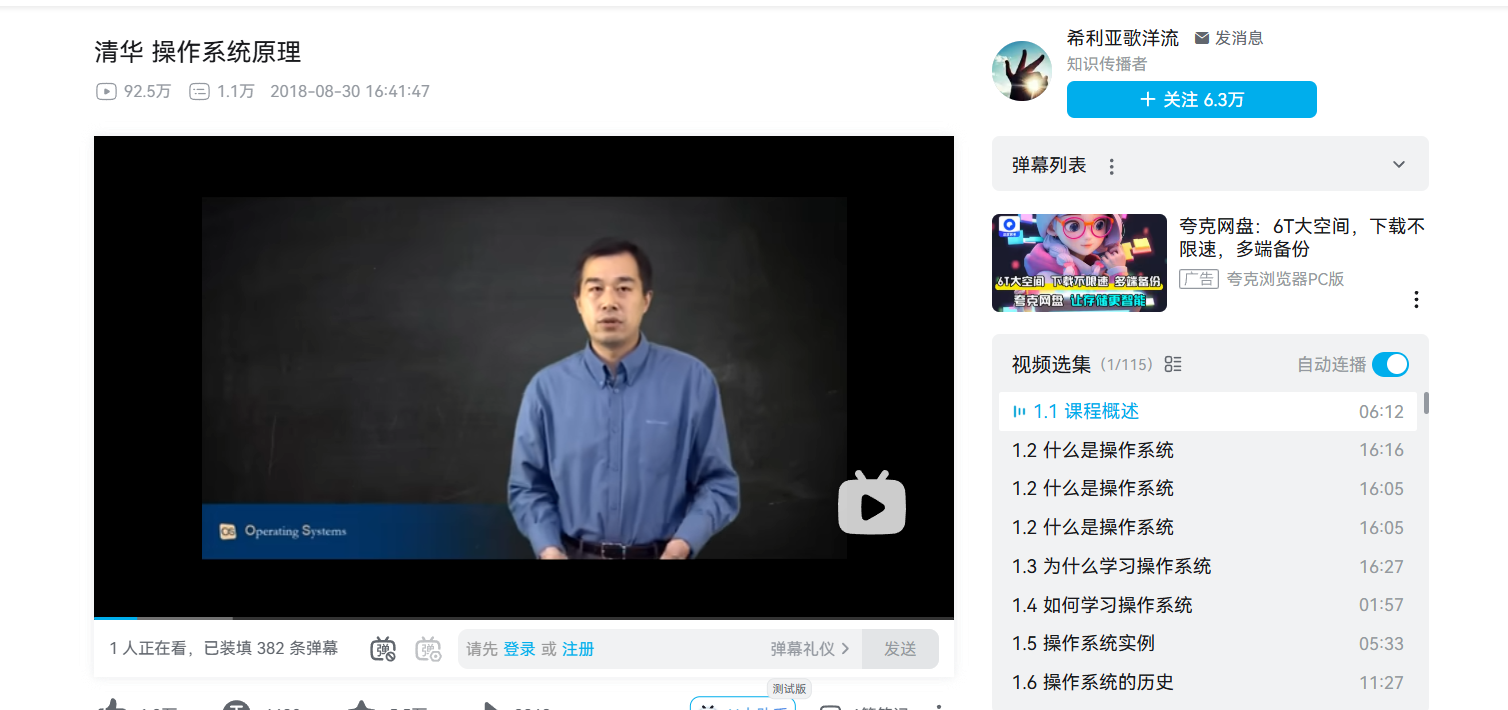 清华 操作系统原理
92.5万 1.1万 2018-08-30 16:41:47
希利亚歌洋流 发消息
知识传播者
关注 6.3万
OS Operating Systems
1 人正在看，已装填 382 条弹幕
请先 登录 或 注册
弹幕礼仪
发送
测试版
弹幕列表
6T大空间 下载不限速 多端备份
夸克网盘 让存储更智能
夸克网盘：6T大空间，下载不
限速，多端备份
广告 夸克浏览器PC版
视频选集 (1/115) 自动连播
1.1 课程概述 06:12
1.2 什么是操作系统 16:16
1.2 什么是操作系统 16:05
1.2 什么是操作系统 16:05
1.3 为什么学习操作系统 16:27
1.4 如何学习操作系统 01:57
1.5 操作系统实例 05:33
1.6 操作系统的历史 11:27